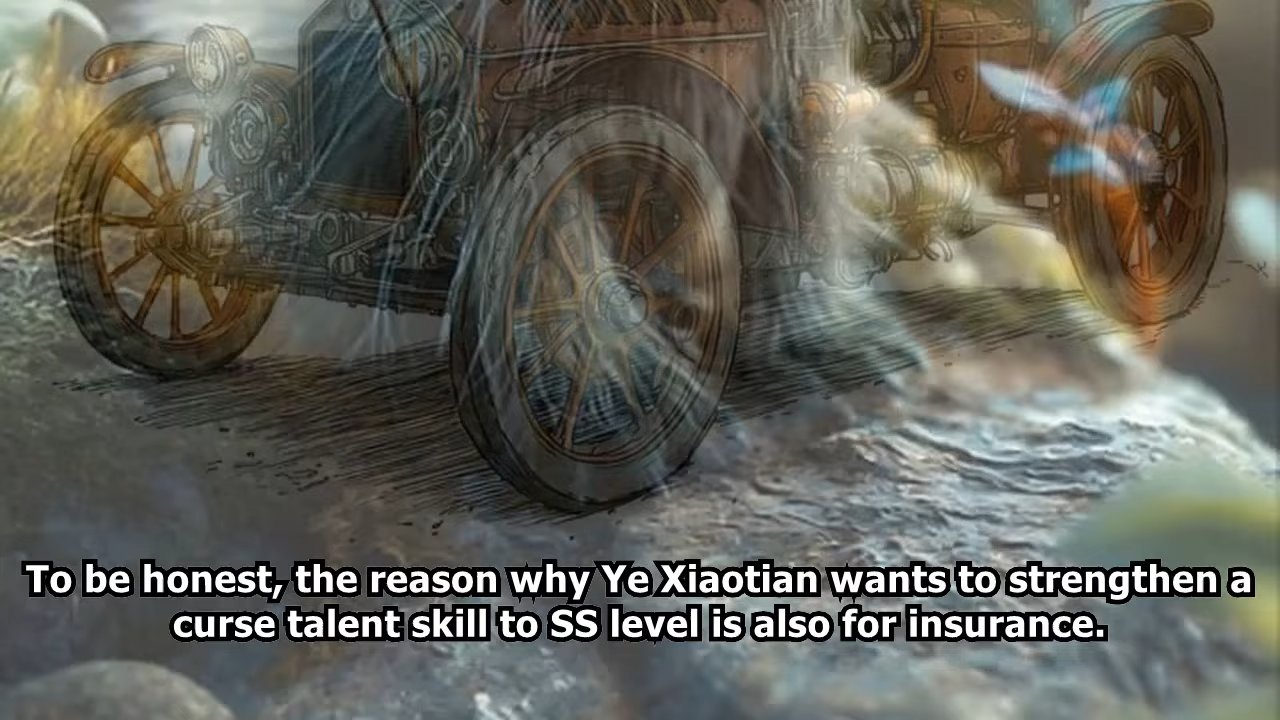 To be honest, the reason why Ye Xiaotian wants to strengthen a
curse talent skill to SS level is also for insurance.